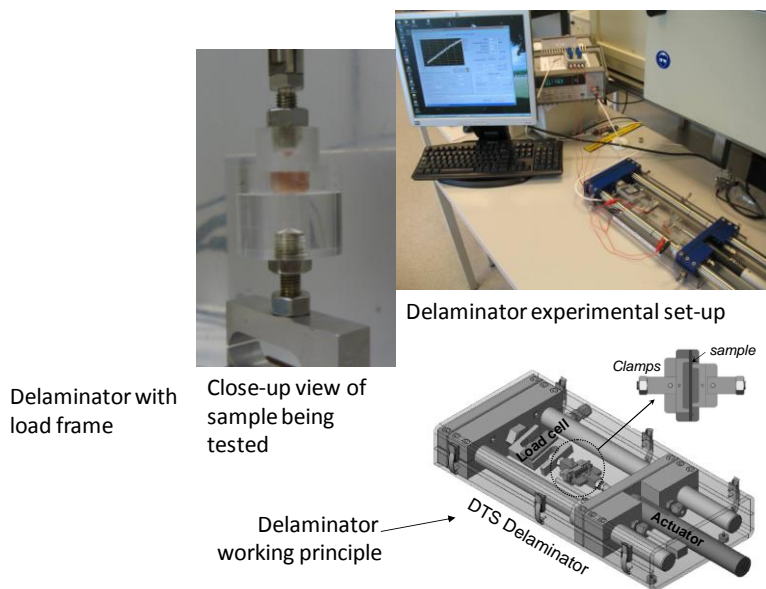 Delaminator experimental set-up
Delaminator with
load frame
Close-up view of
sample being
tested
sample
Clamps
Load cell
Actuator
DTS Delaminator
Delaminator
working principle